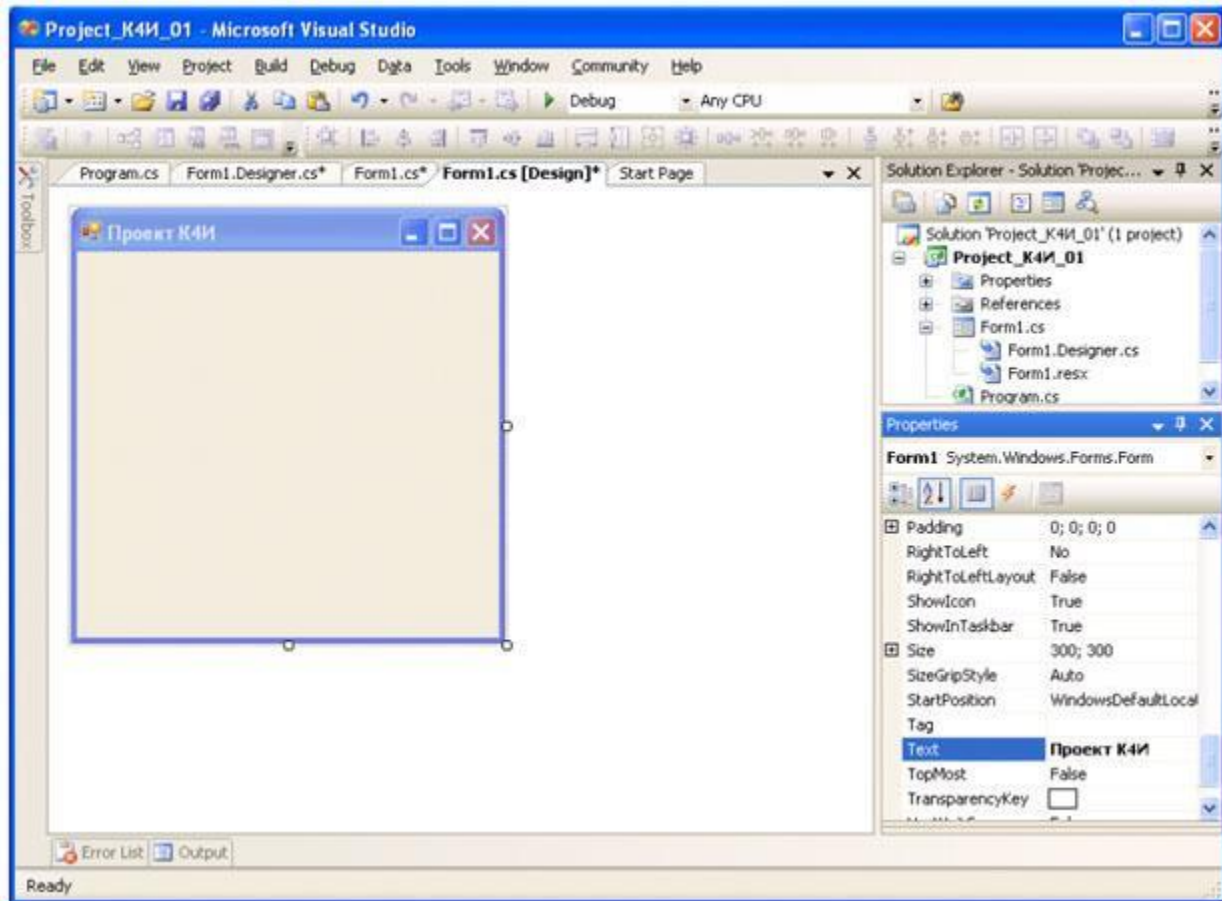 Project_К4И_01 - Microsoft Visual Studio
File Edit View Project Build Debug Data Tools Window Community Help
Debug Any CPU
Toolbox
Program.cs Form1.Designer.cs* Form1.cs* Form1.cs [Design]* Start Page
Проект К4И
Solution Explorer - Solution 'Projec...
Solution 'Project_К4И_01' (1 project)
Project_К4И_01
Properties
References
Form1.cs
Form1.Designer.cs
Form1.resx
Program.cs
Properties
Form1 System.Windows.Forms.Form
Padding 0; 0; 0; 0
RightToLeft No
RightToLeftLayout False
ShowIcon True
ShowInTaskbar True
Size 300; 300
SizeGripStyle Auto
StartPosition WindowsDefaultLocat
Tag
Text Проект К4И
TopMost False
TransparencyKey
Error List Output
Ready